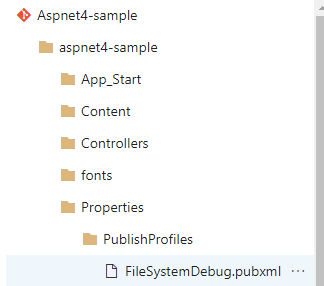 Aspnet4-sample
aspnet4-sample
App_Start
Content
Controllers
fonts
Properties
PublishProfiles
FileSystemDebug.pubxml ...